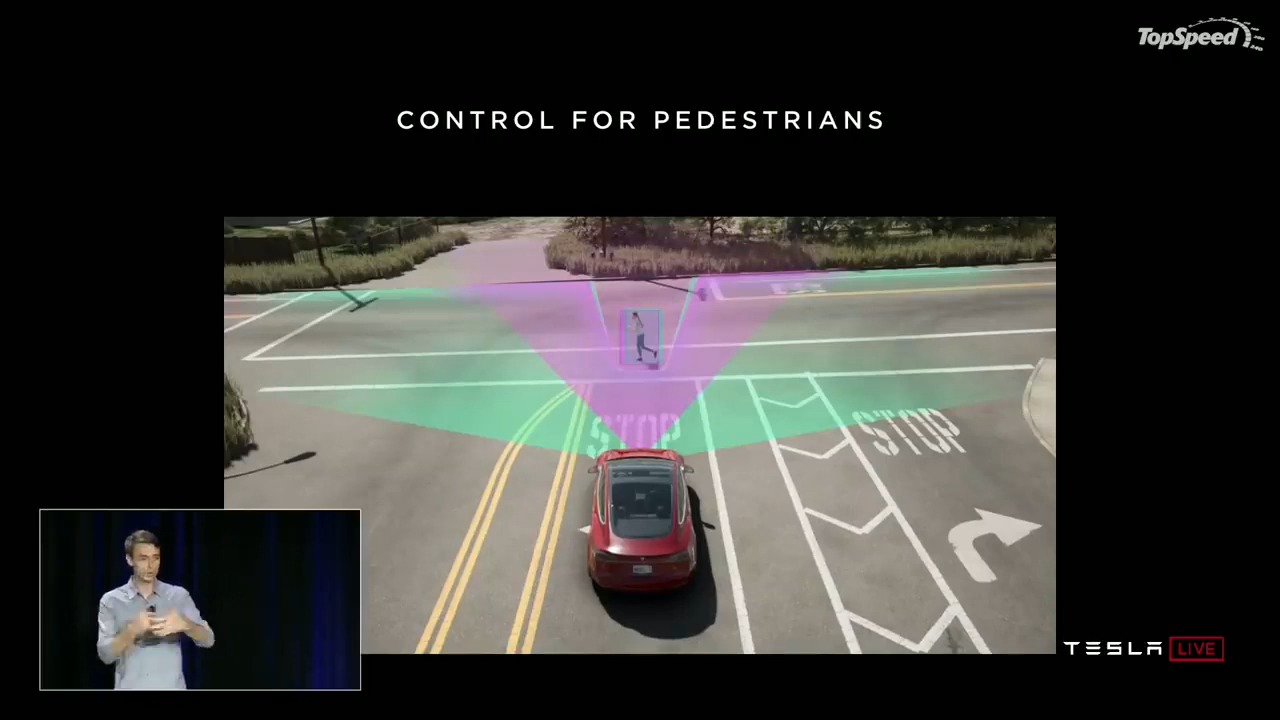 TOPSPEED
CONTROL FOR PEDESTRIANS
STOP
STOP
TESLA LIVE